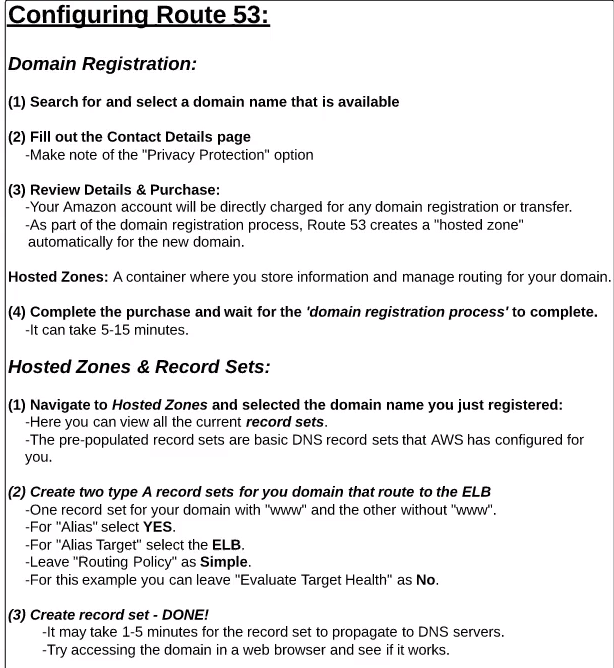 Configuring Route 53:
Domain Registration:
(1) Search for and select a domain name that is available
(2) Fill out the Contact Details page
-Make note of the "Privacy Protection" option
(3) Review Details & Purchase:
-Your Amazon account will be directly charged for any domain registration or transfer.
-As part of the domain registration process, Route 53 creates a "hosted zone"
automatically for the new domain.
Hosted Zones: A container where you store information and manage routing for your domain.
(4) Complete the purchase and wait for the 'domain registration process' to complete.
-It can take 5-15 minutes.
Hosted Zones & Record Sets:
(1) Navigate to Hosted Zones and selected the domain name you just registered:
-Here you can view all the current record sets.
-The pre-populated record sets are basic DNS record sets that AWS has configured for
you.
(2) Create two type A record sets for you domain that route to the ELB
-One record set for your domain with "www" and the other without "www".
-For "Alias" select YES.
-For "Alias Target" select the ELB.
-Leave "Routing Policy" as Simple.
-For this example you can leave "Evaluate Target Health" as No.
(3) Create record set - DONE!
-It may take 1-5 minutes for the record set to propagate to DNS servers.
-Try accessing the domain in a web browser and see if it works.